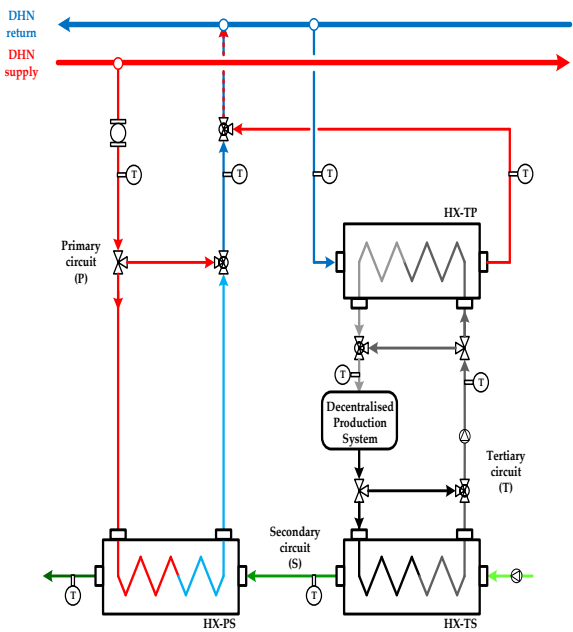 DHN
return
DHN
supply
T
T
T
T
HX-TP
Primary
circuit
(P)
T
T
Decentralised
Production
System
Tertiary
circuit
(T)
Secondary
circuit
(S)
T
T
HX-PS
HX-TS